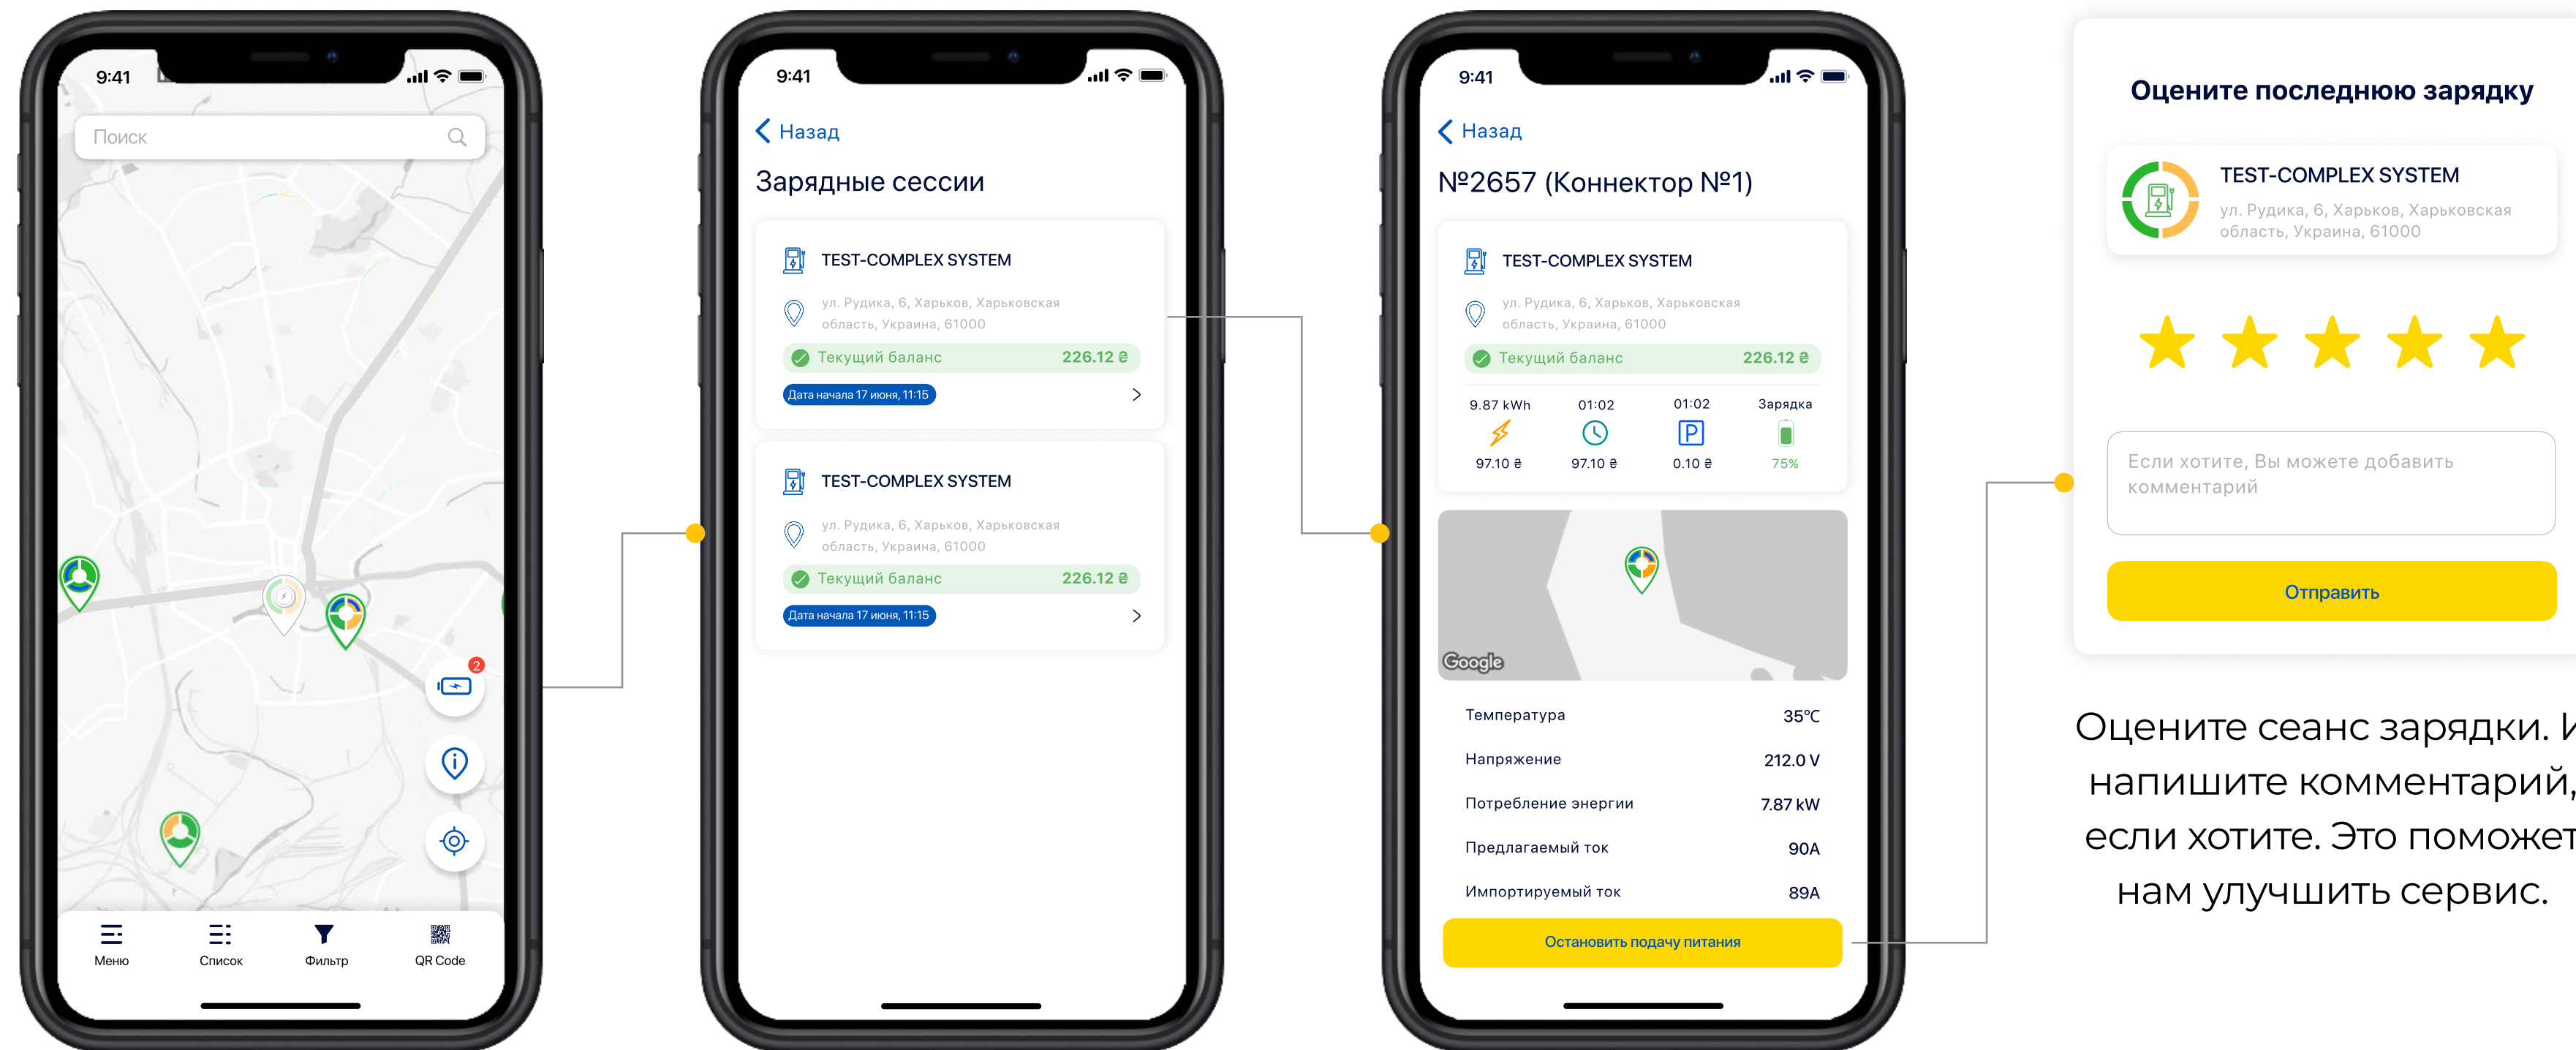 9:41
Поиск
2
Меню
Список
Фильтр
QR Code
9:41
Назад
Зарядные сессии
TEST-COMPLEX SYSTEM
ул. Рудика, 6, Харьков, Харьковская
область, Украина, 61000
Текущий баланс 226.12 ₴
Дата начала 17 июня, 11:15
TEST-COMPLEX SYSTEM
ул. Рудика, 6, Харьков, Харьковская
область, Украина, 61000
Текущий баланс 226.12 ₴
Дата начала 17 июня, 11:15
9:41
Назад
№2657 (Коннектор №1)
TEST-COMPLEX SYSTEM
ул. Рудика, 6, Харьков, Харьковская
область, Украина, 61000
Текущий баланс 226.12 ₴
9.87 kWh 01:02 01:02 Зарядка
P
97.10 ₴ 97.10 ₴ 0.10 ₴ 75%
Google
Температура 35°C
Напряжение 212.0 V
Потребление энергии 7.87 kW
Предлагаемый ток 90A
Импортируемый ток 89A
Остановить подачу питания
Оцените последнюю зарядку
TEST-COMPLEX SYSTEM
ул. Рудика, 6, Харьков, Харьковская
область, Украина, 61000
Если хотите, Вы можете добавить
комментарий
Отправить
Оцените сеанс зарядки. И
напишите комментарий,
если хотите. Это поможет
нам улучшить сервис.